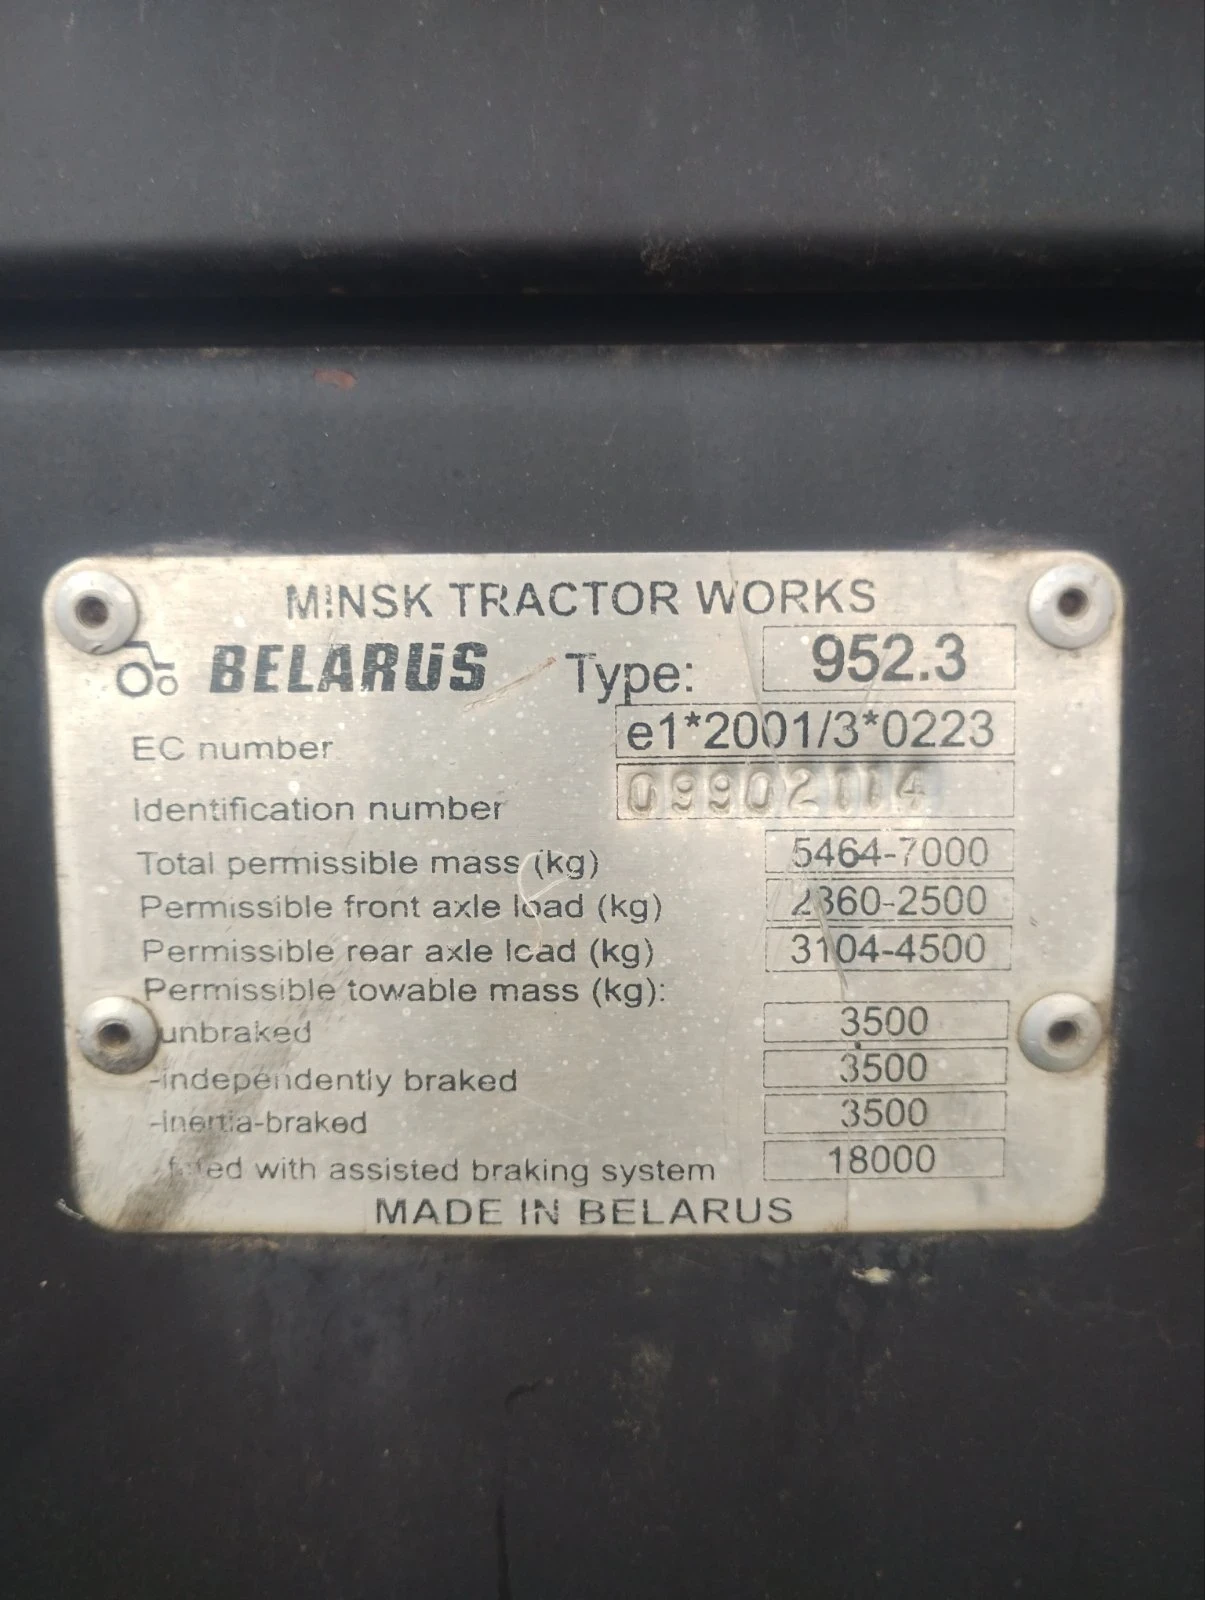 MINSK TRACTOR WORKS
BELARUS Type: 952.3
EC number e1*2001/3*0223
Identification number 09902114
Total permissible mass (kg) 5464-7000
Permissible front axle load (kg) 2360-2500
Permissible rear axle load (kg) 3104-4500
Permissible towable mass (kg):
unbraked 3500
-independently braked 3500
-inertia-braked 3500
fitted with assisted braking system 18000
MADE IN BELARUS